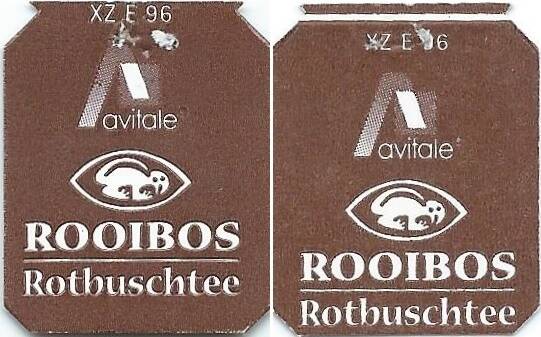 XZ E 96
avitale
ROOIBOS
Rotbuschtee
XZ E 96
avitale
ROOIBOS
Rotbuschtee